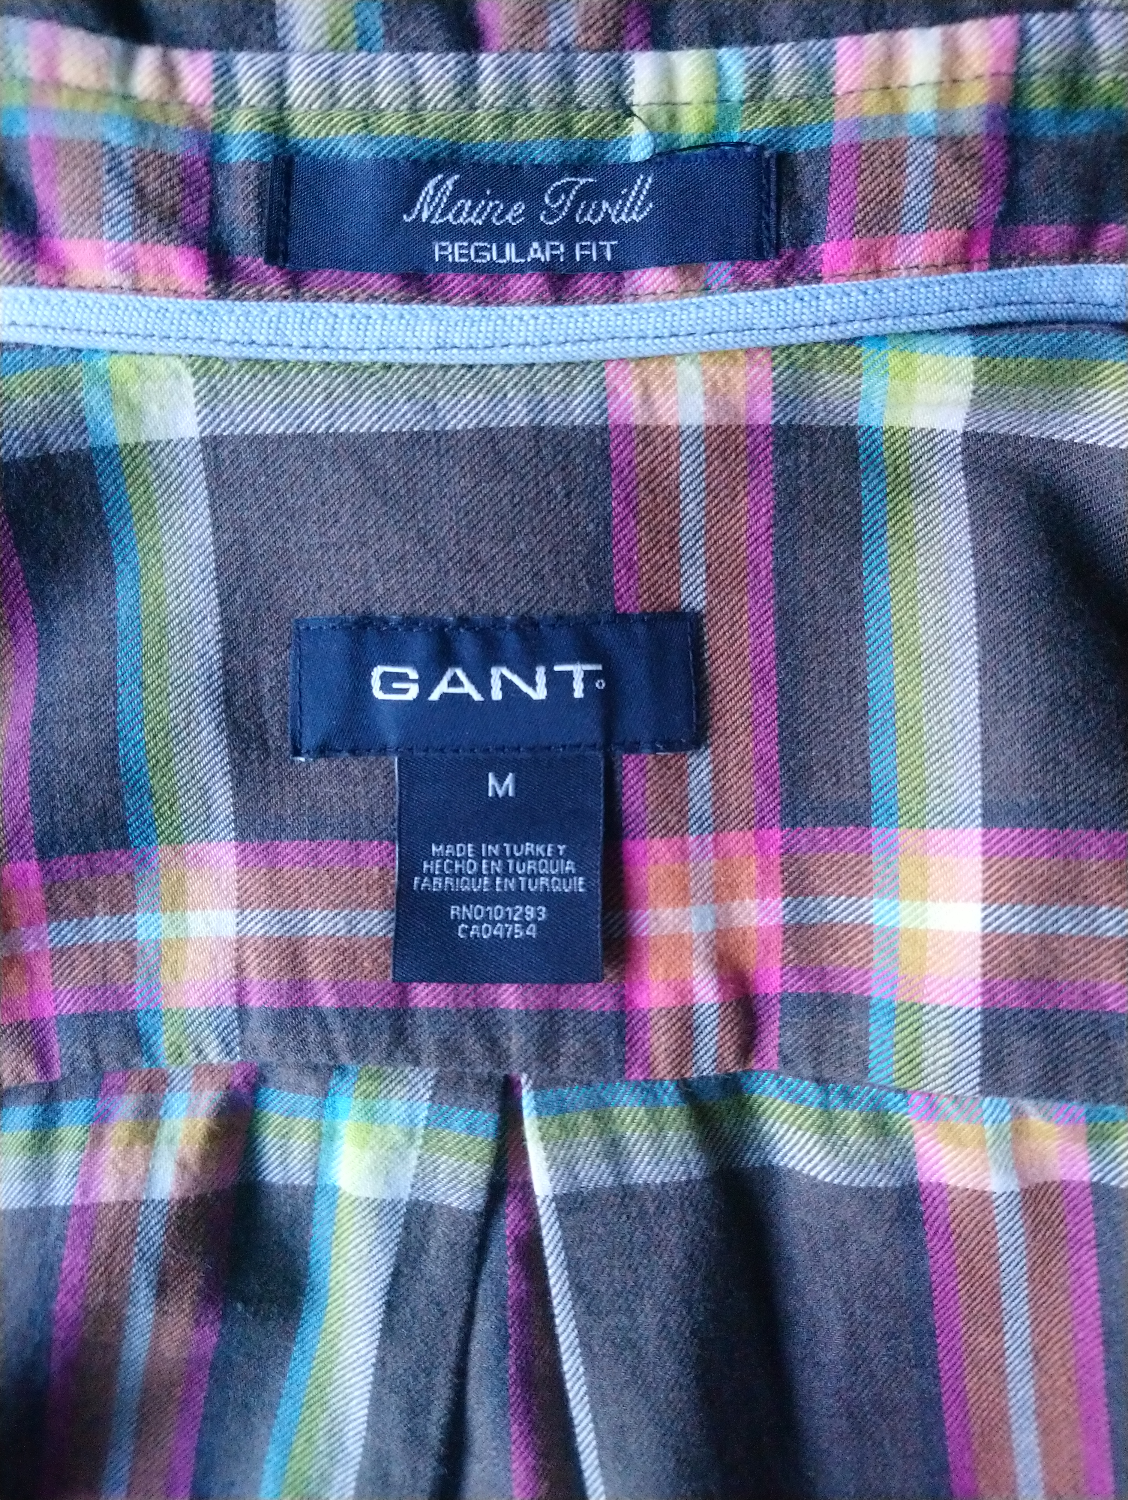 Maine Twill
REGULAR FIT
GANT
M
MADE IN TURKEY
HECHO EN TURQUIA
FABRIQUE EN TURQUIE
RN0101293
CA04754